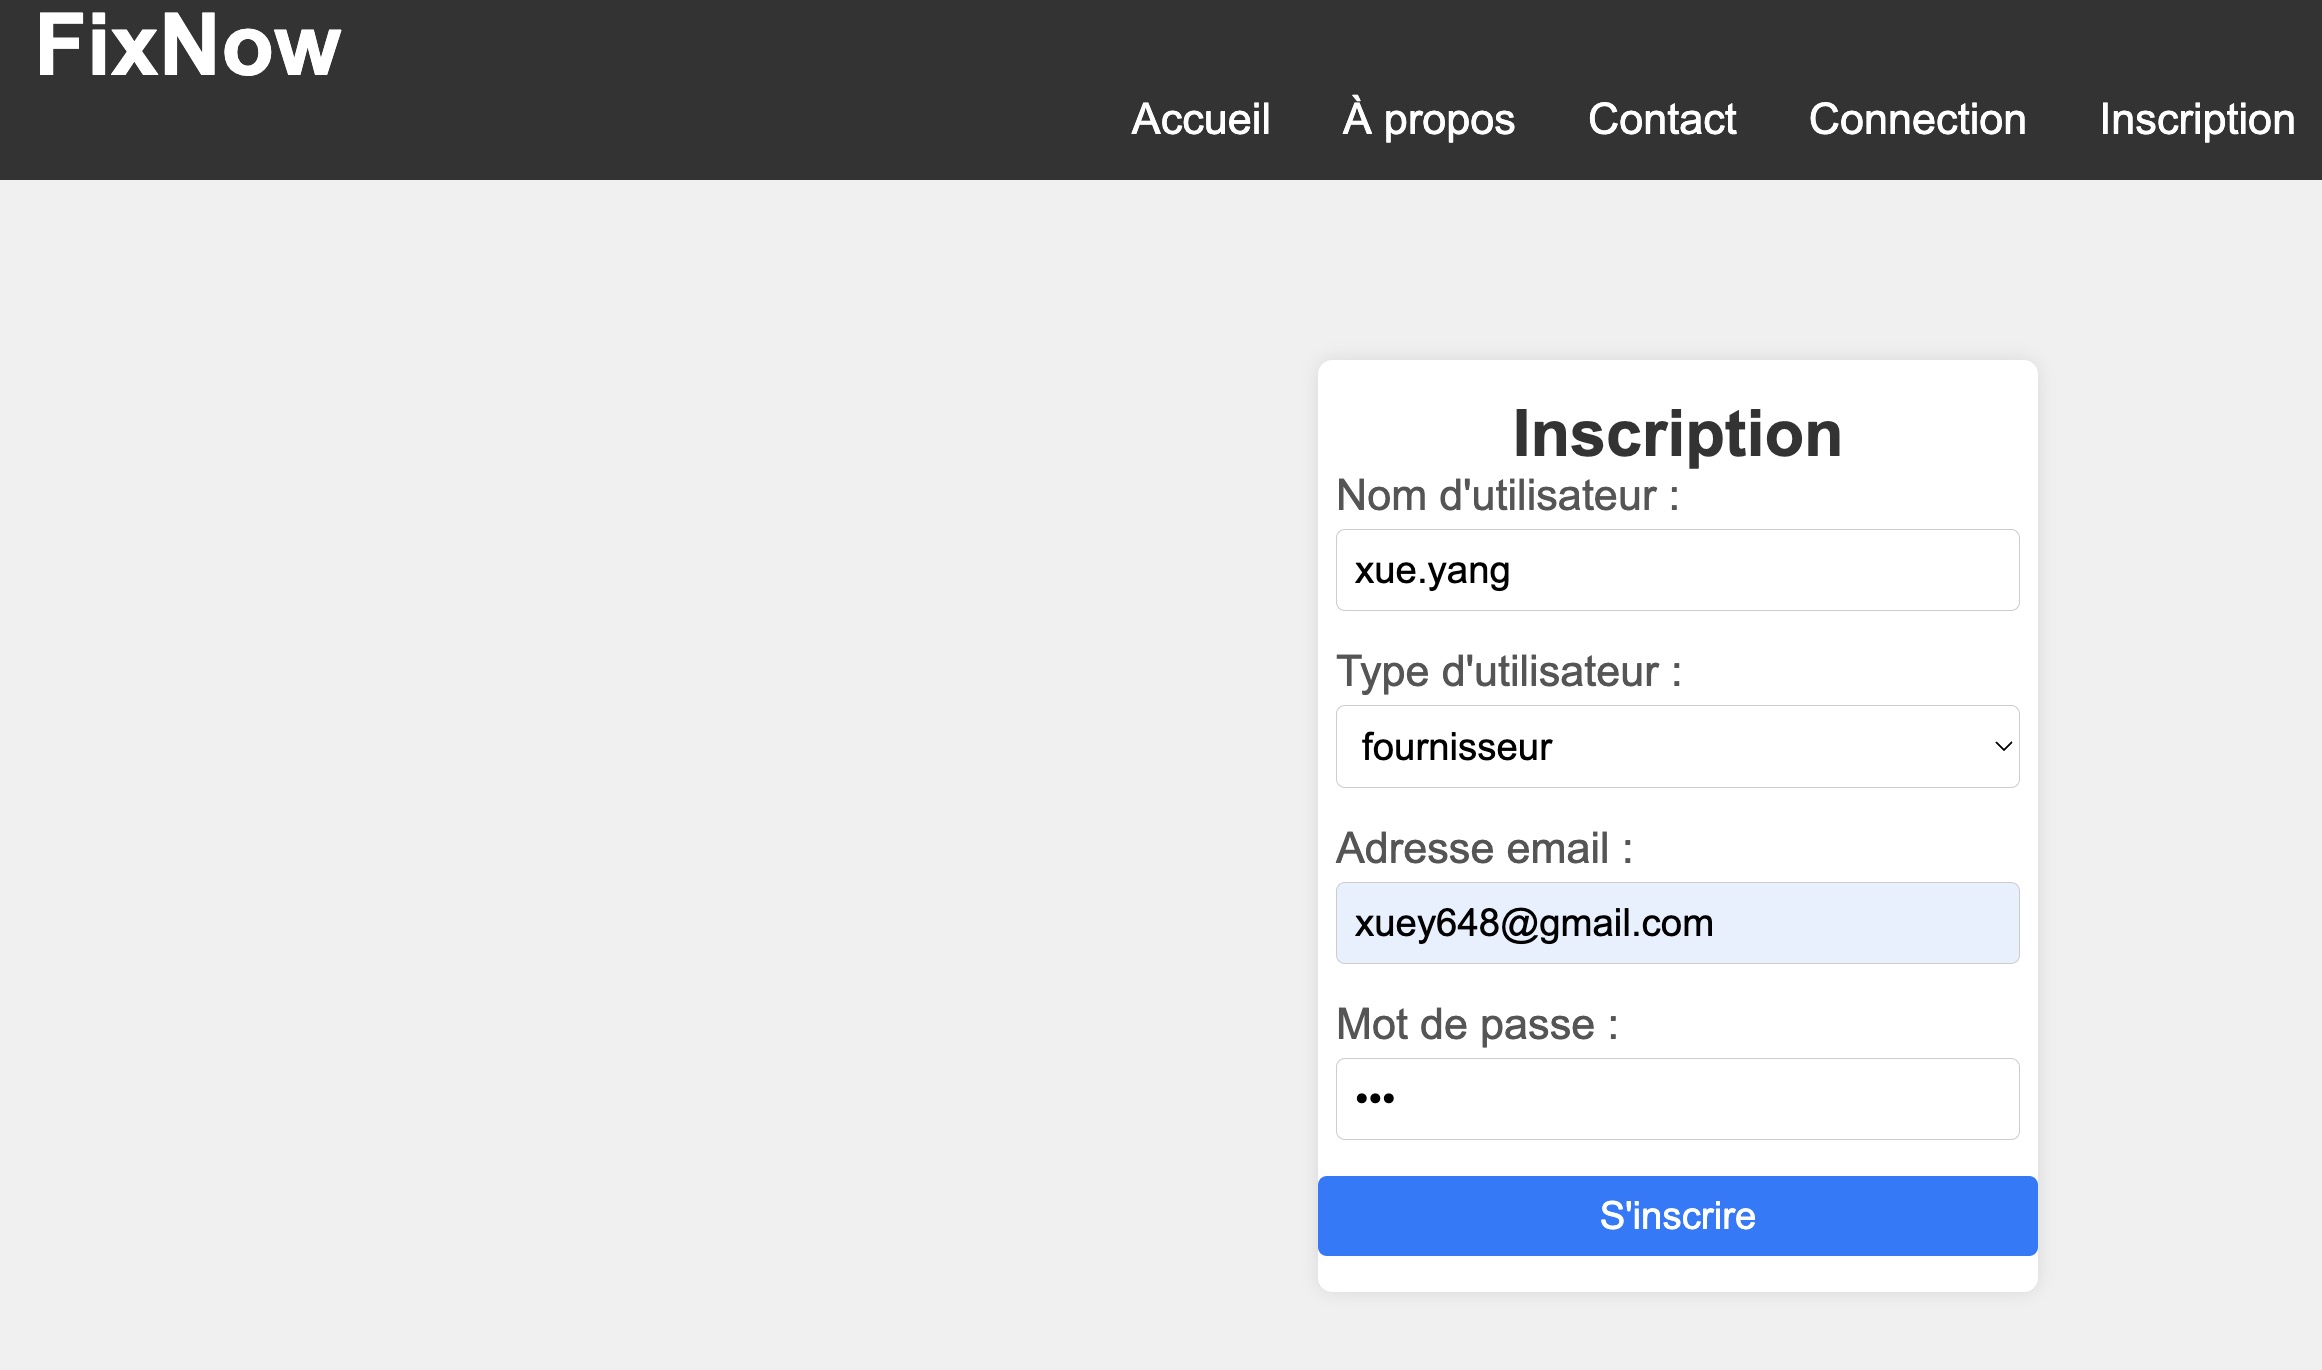 FixNow
Accueil À propos Contact Connection Inscription
Inscription
Nom d'utilisateur :
xue.yang
Type d'utilisateur :
fournisseur
Adresse email :
xuey648@gmail.com
Mot de passe :
•••
S'inscrire